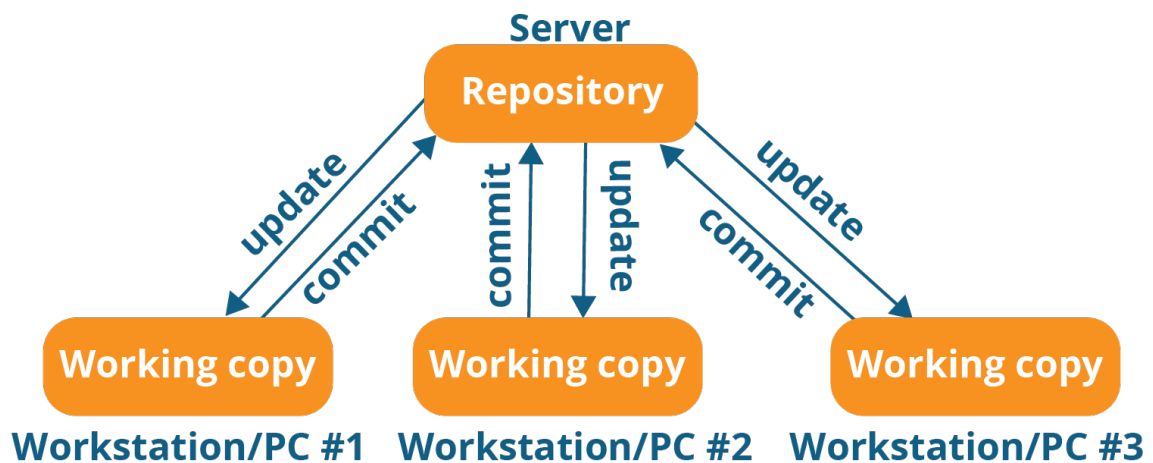 Server
Repository
update
commit
commit
update
update
commit
Working copy
Working copy
Working copy
Workstation/PC #1
Workstation/PC #2
Workstation/PC #3